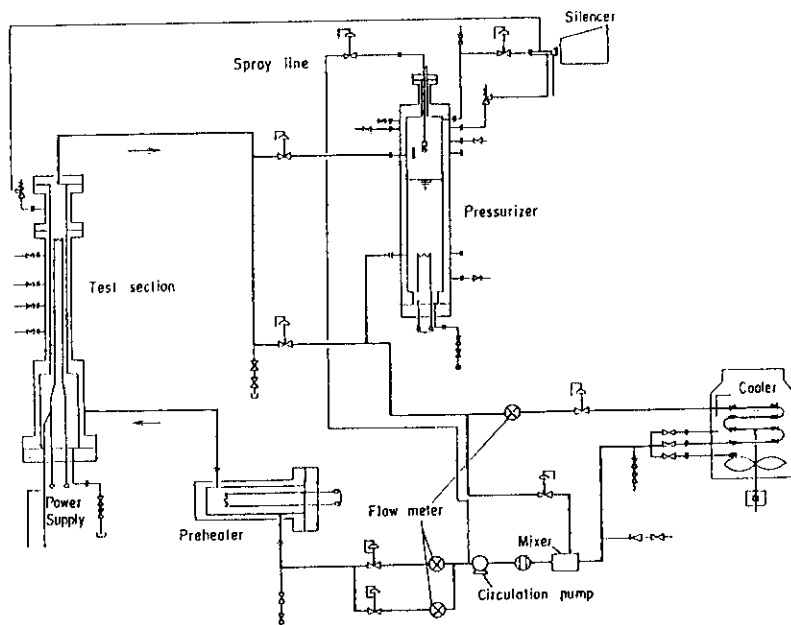 Silencer
Spray line
Pressurizer
Test section
Cooler
Power
Supply
Preheater
Flow meter
Mixer
Circulation pump